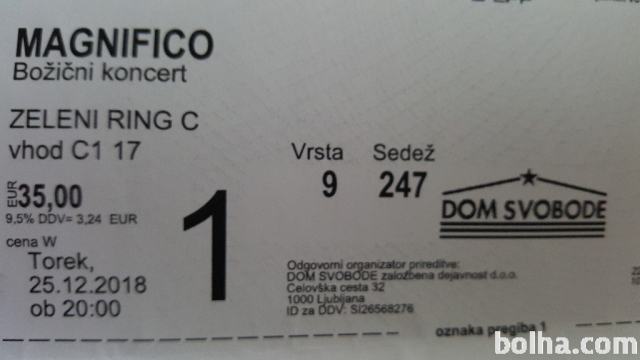 MAGNIFICO
Božični koncert
ZELENI RING C
vhod C1 17
Vrsta Sedež
9 247
EUR 35,00
9,5% DDV= 3,24 EUR
cena W
Torek,
25.12.2018
ob 20:00
1
DOM SVOBODE
Odgovorni organizator prireditve:
DOM SVOBODE založbena dejavnost d.o.o.
Celovška cesta 32
1000 Ljubljana
ID za DDV: SI26568276
oznaka pregiba 1
bolha.com